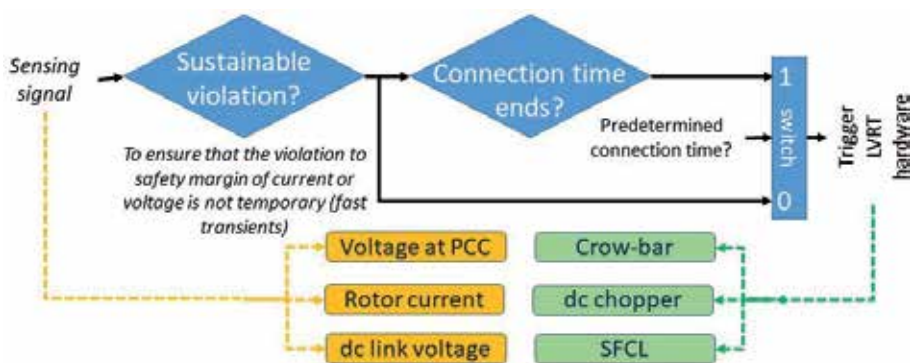 Sensing
signal
Sustainable
violation?
Connection time
ends?
1
switch
0
Predetermined
connection time?
Trigger
LVRT
hardware
To ensure that the violation to
safety margin of current or
voltage is not temporary (fast
transients)
Voltage at PCC
Crow-bar
Rotor current
dc chopper
dc link voltage
SFCL